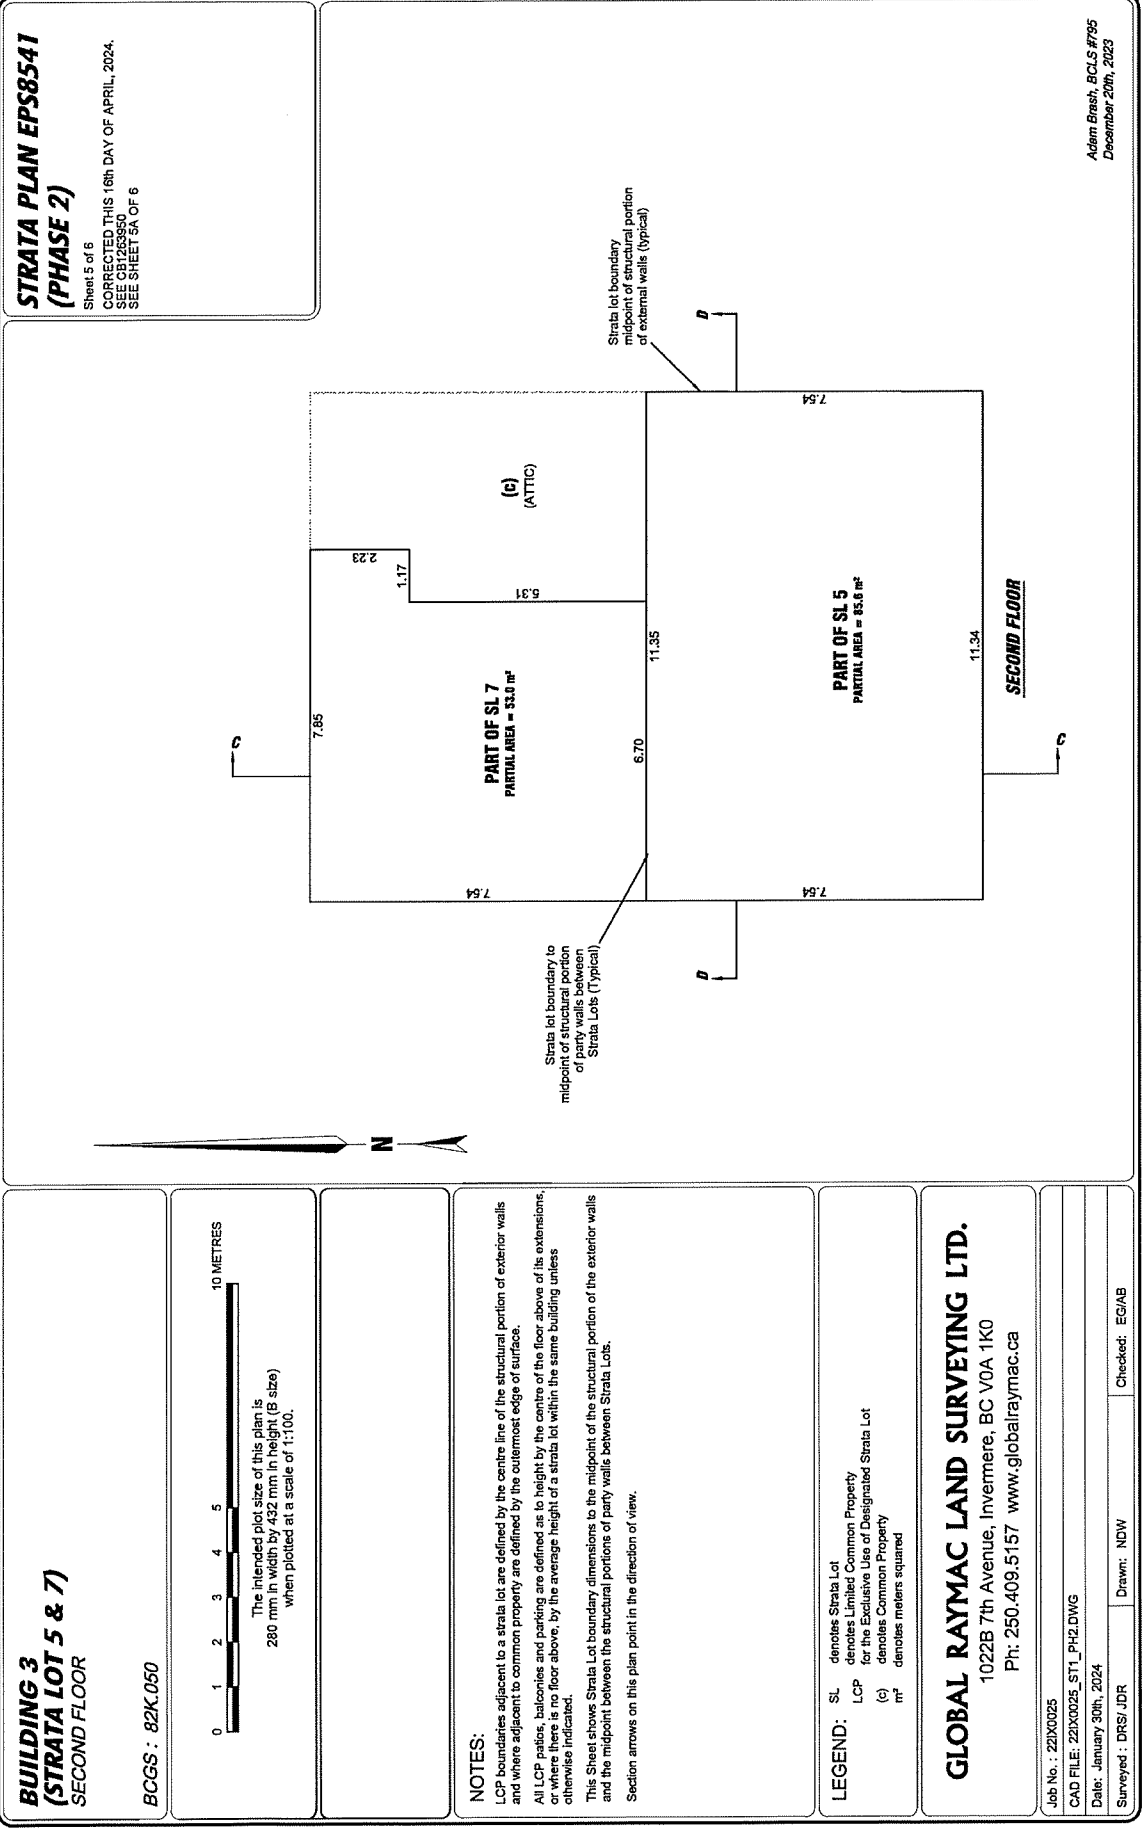 BUILDING 3
(STRATA LOT 5 & 7)
SECOND FLOOR
BCGS : 82K.050
0 1 2 3 4 5 10 METRES
The intended plot size of this plan is
280 mm in width by 432 mm in height (B size)
when plotted at a scale of 1:100.
NOTES:
LCP boundaries adjacent to a strata lot are defined by the centre line of the structural portion of exterior walls
and where adjacent to common property are defined by the outermost edge of surface.
All LCP patios, balconies and parking are defined as to height by the centre of the floor above of its extensions,
or where there is no floor above, by the average height of a strata lot within the same building unless
otherwise indicated.
This Sheet shows Strata Lot boundary dimensions to the midpoint of the structural portion of the exterior walls
and the midpoint between the structural portions of party walls between Strata Lots.
Section arrows on this plan point in the direction of view.
LEGEND:
SL denotes Strata Lot
LCP denotes Limited Common Property
for the Exclusive Use of Designated Strata Lot
(c) denotes Common Property
m² denotes meters squared
GLOBAL RAYMAC LAND SURVEYING LTD.
1022B 7th Avenue, Invermere, BC V0A 1K0
Ph: 250.409.5157 www.globalraymac.ca
Job No. : 22IX0025
CAD FILE: 22IX0025_ST1_PH2.DWG
Date: January 30th, 2024
Surveyed : DRS/ JDR
Drawn: NDW
Checked: EG/AB
STRATA PLAN EPS8541
(PHASE 2)
Sheet 5 of 6
CORRECTED THIS 16th DAY OF APRIL, 2024.
SEE CB1263950
SEE SHEET 5A OF 6
N
C
7.85
2.23
1.17
7.54
5.31
(c)
(ATTIC)
PART OF SL 7
PARTIAL AREA = 53.0 m²
6.70
11.35
Strata lot boundary to
midpoint of structural portion
of party walls between
Strata Lots (Typical)
Strata lot boundary
midpoint of structural portion
of external walls (typical)
D
D
7.54
7.54
PART OF SL 5
PARTIAL AREA = 85.6 m²
11.34
C
SECOND FLOOR
Adam Brash, BCLS #795
December 20th, 2023